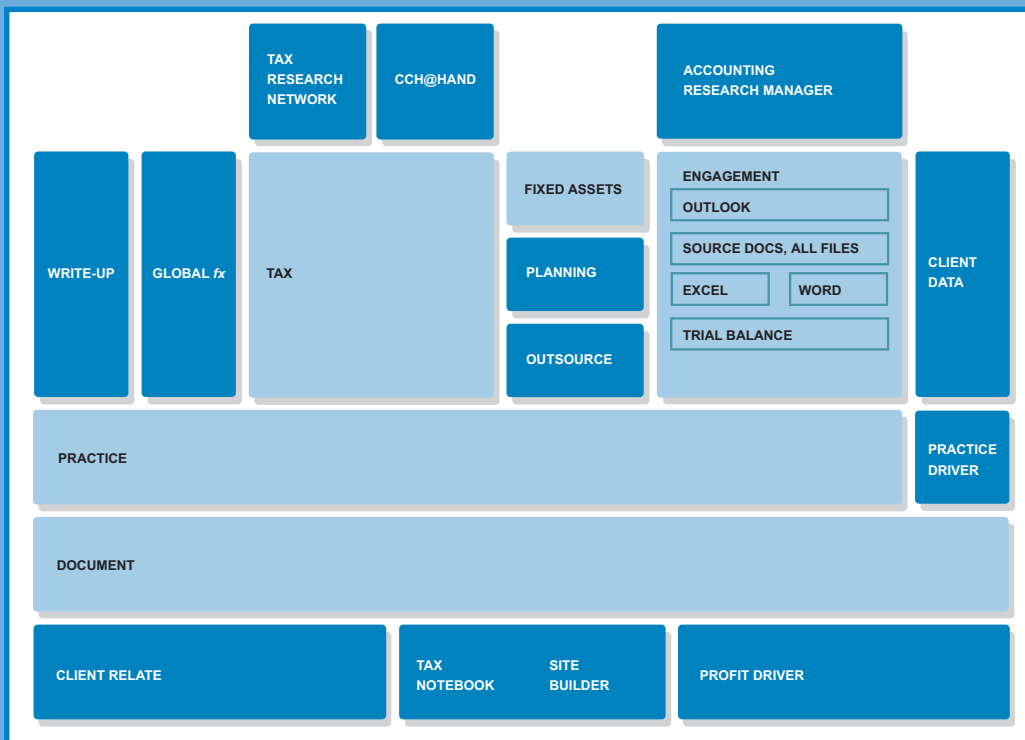 TAX
RESEARCH
NETWORK
CCH@HAND
ACCOUNTING
RESEARCH MANAGER
WRITE-UP
GLOBAL fx
TAX
FIXED ASSETS
PLANNING
OUTSOURCE
ENGAGEMENT
OUTLOOK
SOURCE DOCS, ALL FILES
EXCEL
WORD
TRIAL BALANCE
CLIENT
DATA
PRACTICE
PRACTICE
DRIVER
DOCUMENT
CLIENT RELATE
TAX
NOTEBOOK
SITE
BUILDER
PROFIT DRIVER